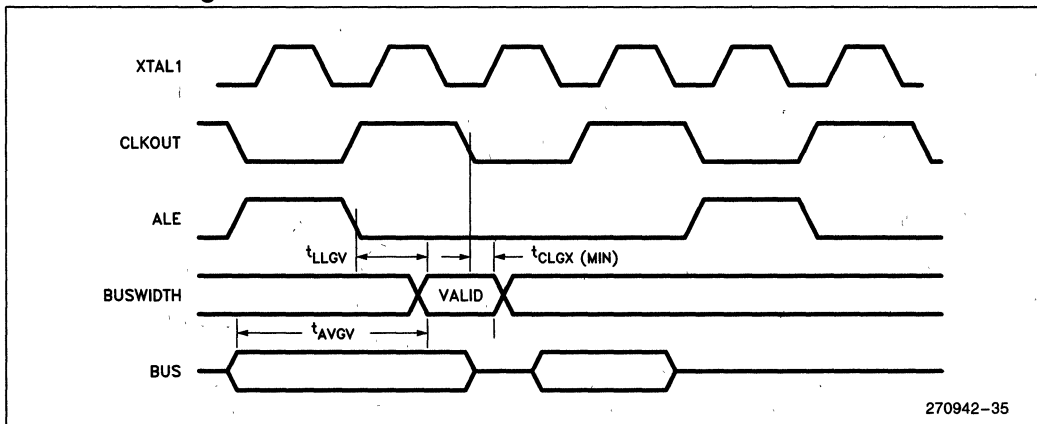 XTAL1
CLKOUT
ALE
tLLGV
tCLGX (MIN)
BUSWIDTH
VALID
tAVGV
BUS
270942-35